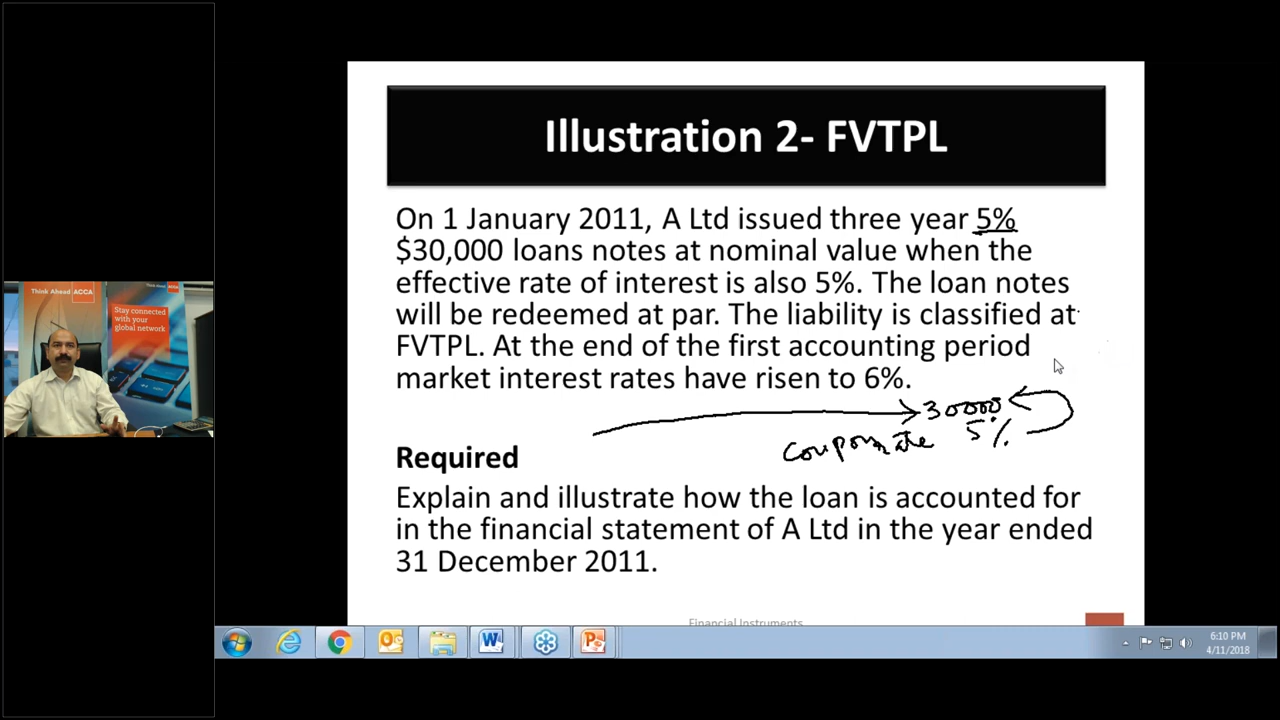 Illustration 2- FVTPL
On 1 January 2011, A Ltd issued three year 5%
$30,000 loans notes at nominal value when the
effective rate of interest is also 5%. The loan notes
will be redeemed at par. The liability is classified at
FVTPL. At the end of the first accounting period
market interest rates have risen to 6%.
30000
5%
Required
Explain and illustrate how the loan is accounted for
in the financial statement of A Ltd in the year ended
31 December 2011.
Financial Instruments
Think Ahead ACCA
Stay connected
with your
global network
6:10 PM
4/11/2018